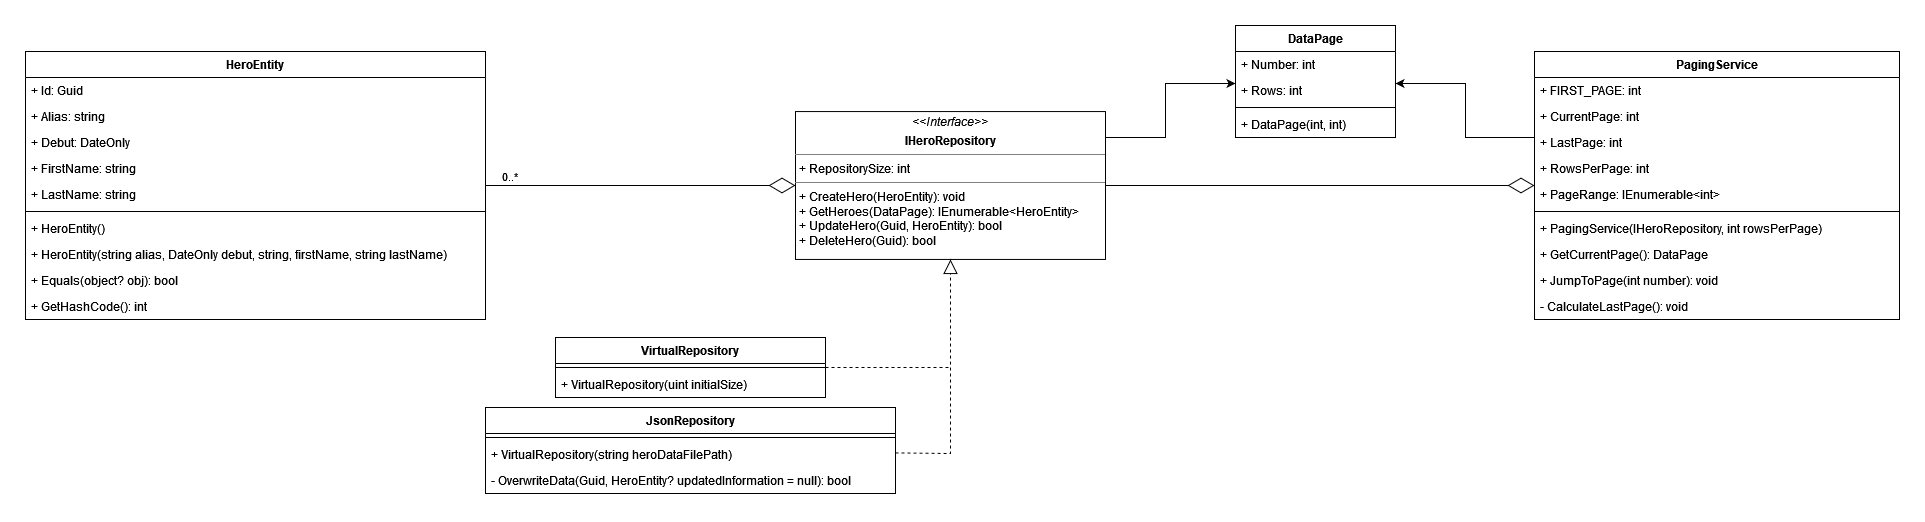 HeroEntity
+ Id: Guid
+ Alias: string
+ Debut: DateOnly
+ FirstName: string
+ LastName: string
+ HeroEntity()
+ HeroEntity(string alias, DateOnly debut, string, firstName, string lastName)
+ Equals(object? obj): bool
+ GetHashCode(): int
0..*
<<Interface>>
IHeroRepository
+ RepositorySize: int
+ CreateHero(HeroEntity): void
+ GetHeroes(DataPage): IEnumerable<HeroEntity>
+ UpdateHero(Guid, HeroEntity): bool
+ DeleteHero(Guid): bool
DataPage
+ Number: int
+ Rows: int
+ DataPage(int, int)
PagingService
+ FIRST_PAGE: int
+ CurrentPage: int
+ LastPage: int
+ RowsPerPage: int
+ PageRange: IEnumerable<int>
+ PagingService(IHeroRepository, int rowsPerPage)
+ GetCurrentPage(): DataPage
+ JumpToPage(int number): void
- CalculateLastPage(): void
VirtualRepository
+ VirtualRepository(uint initialSize)
JsonRepository
+ VirtualRepository(string heroDataFilePath)
- OverwriteData(Guid, HeroEntity? updatedInformation = null): bool